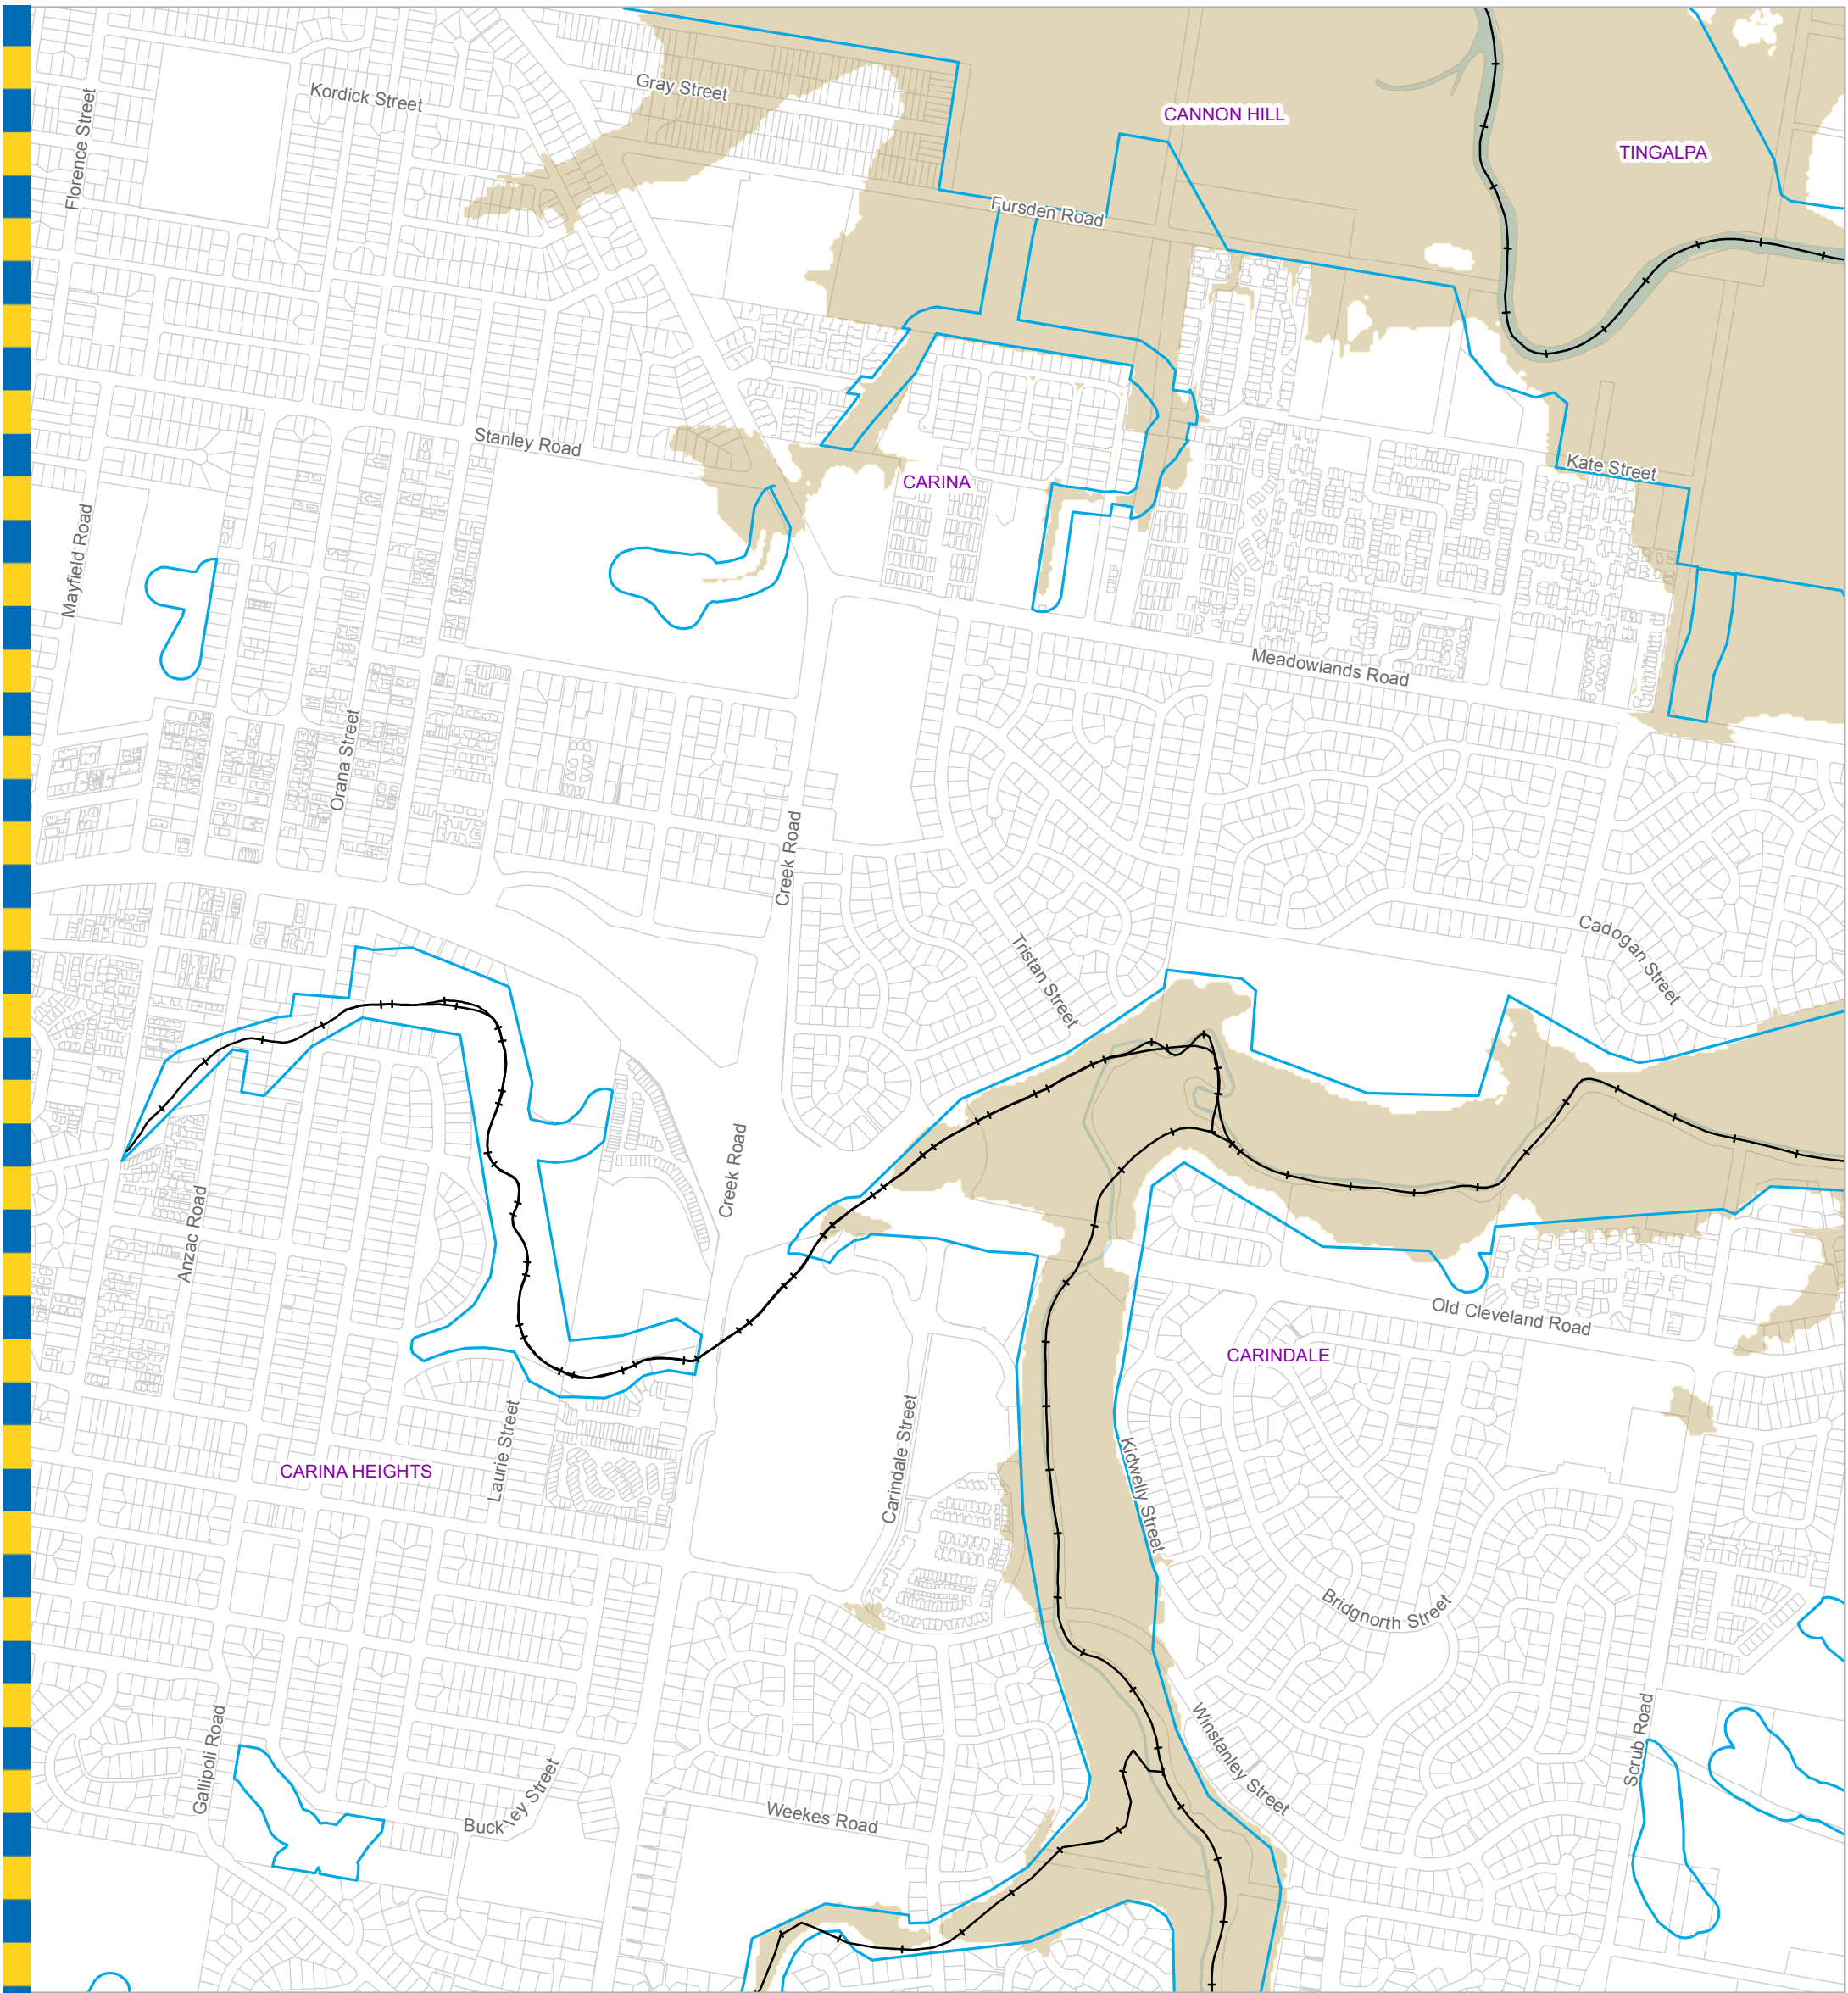 Gray Street
Kordick Street
CANNON HILL
Florence Street
TINGALPA
Fursden Road
Stanley Road
Kate Street
CARINA
Mayfield Road
Meadowlands Road
Orana Street
Creek Road
Cadogan Street
Tristan Street
Creek Road
Anzac Road
Old Cleveland Road
CARINDALE
Carindale Street
Laurie Street
CARINA HEIGHTS
Kidwelly Street
Bridgnorth Street
Scrub Road
Winstanley Street
Gallipoli Road
Buckley Street
Weekes Road